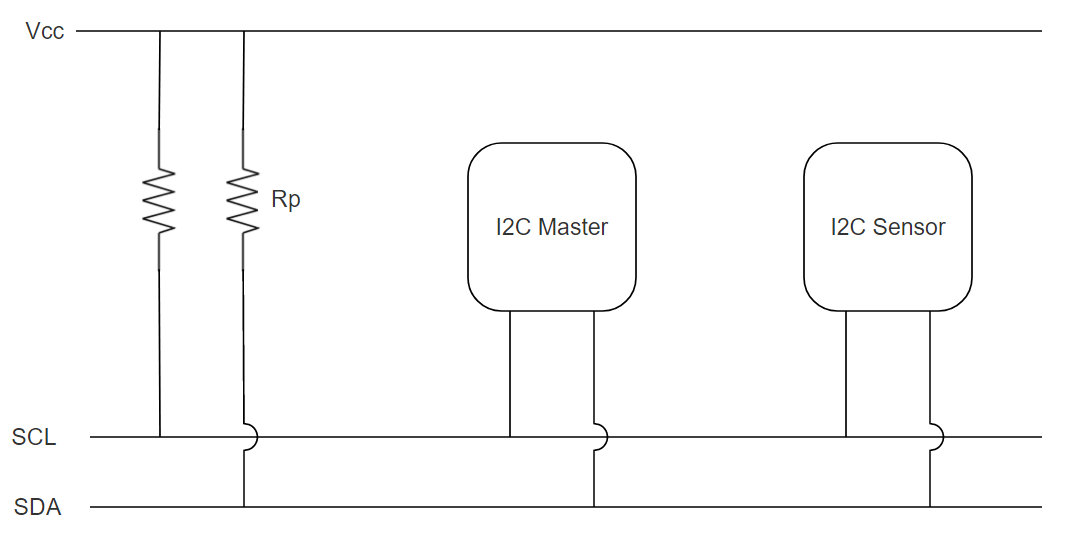 Vcc
Rp
I2C Master
I2C Sensor
SCL
SDA